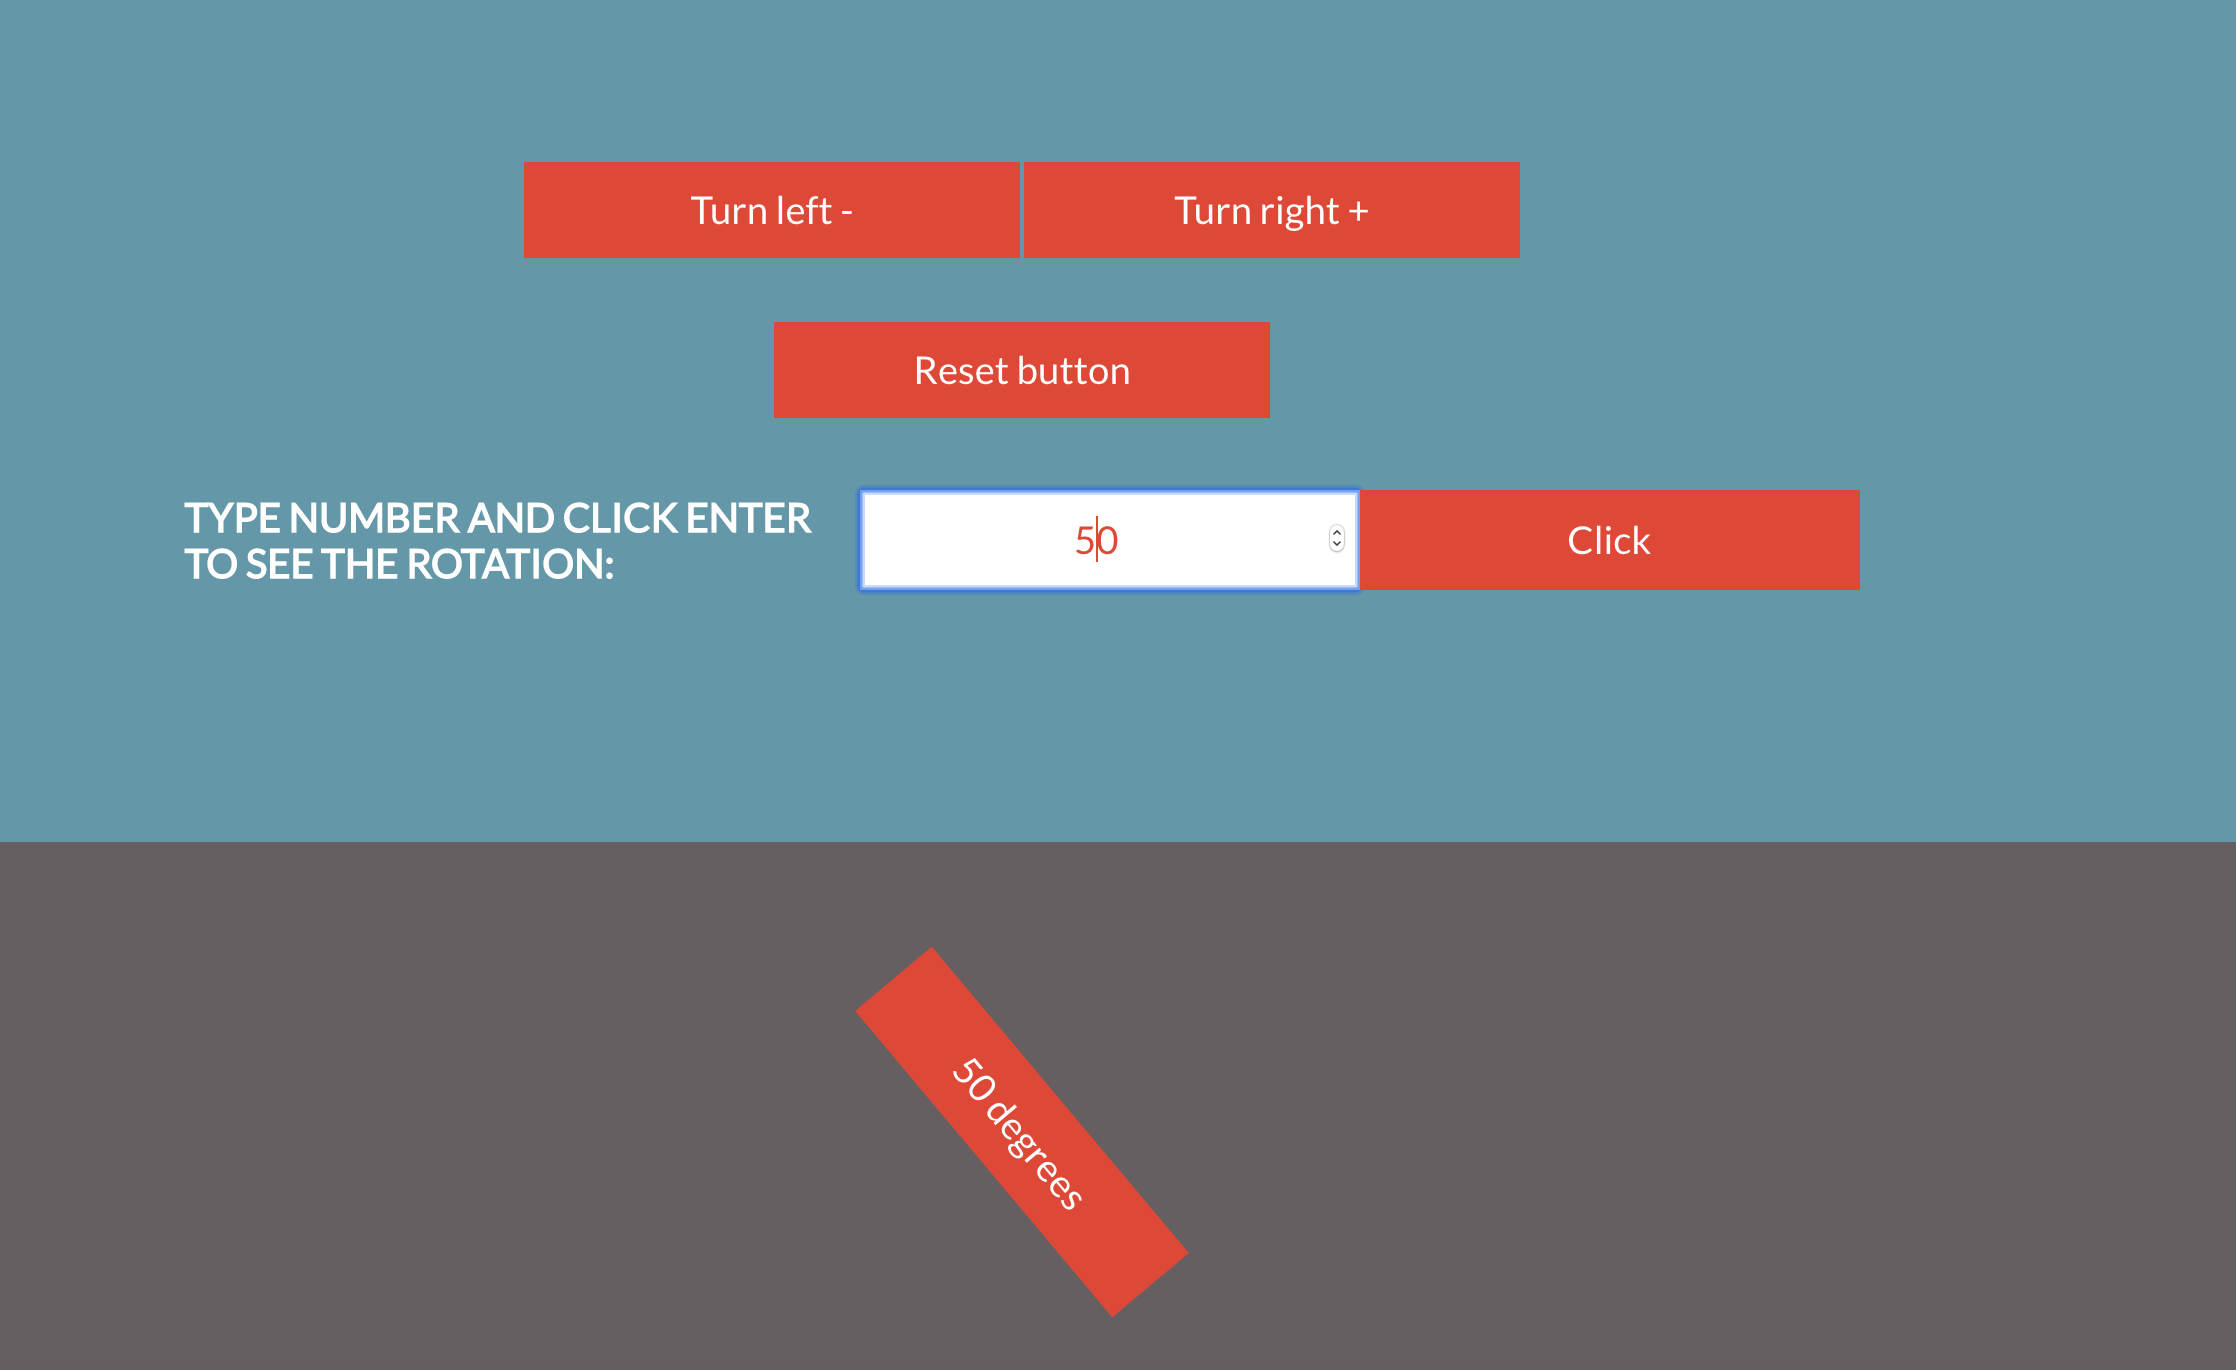 Turn left -
Turn right +
Reset button
TYPE NUMBER AND CLICK ENTER
TO SEE THE ROTATION:
50
Click
50 degrees